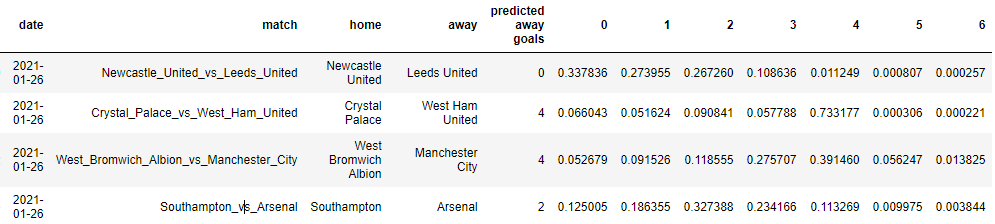 date match home away predicted away goals 0 1 2 3 4 5 6
2021-01-26 Newcastle_United_vs_Leeds_United Newcastle United Leeds United 0 0.337836 0.273955 0.267260 0.108636 0.011249 0.000807 0.000257
2021-01-26 Crystal_Palace_vs_West_Ham_United Crystal Palace West Ham United 4 0.066043 0.051624 0.090841 0.057788 0.733177 0.000306 0.000221
2021-01-26 West_Bromwich_Albion_vs_Manchester_City West Bromwich Albion Manchester City 4 0.052679 0.091526 0.118555 0.275707 0.391460 0.056247 0.013825
2021-01-26 Southampton_vs_Arsenal Southampton Arsenal 2 0.125005 0.186355 0.327388 0.234166 0.113269 0.009975 0.003844